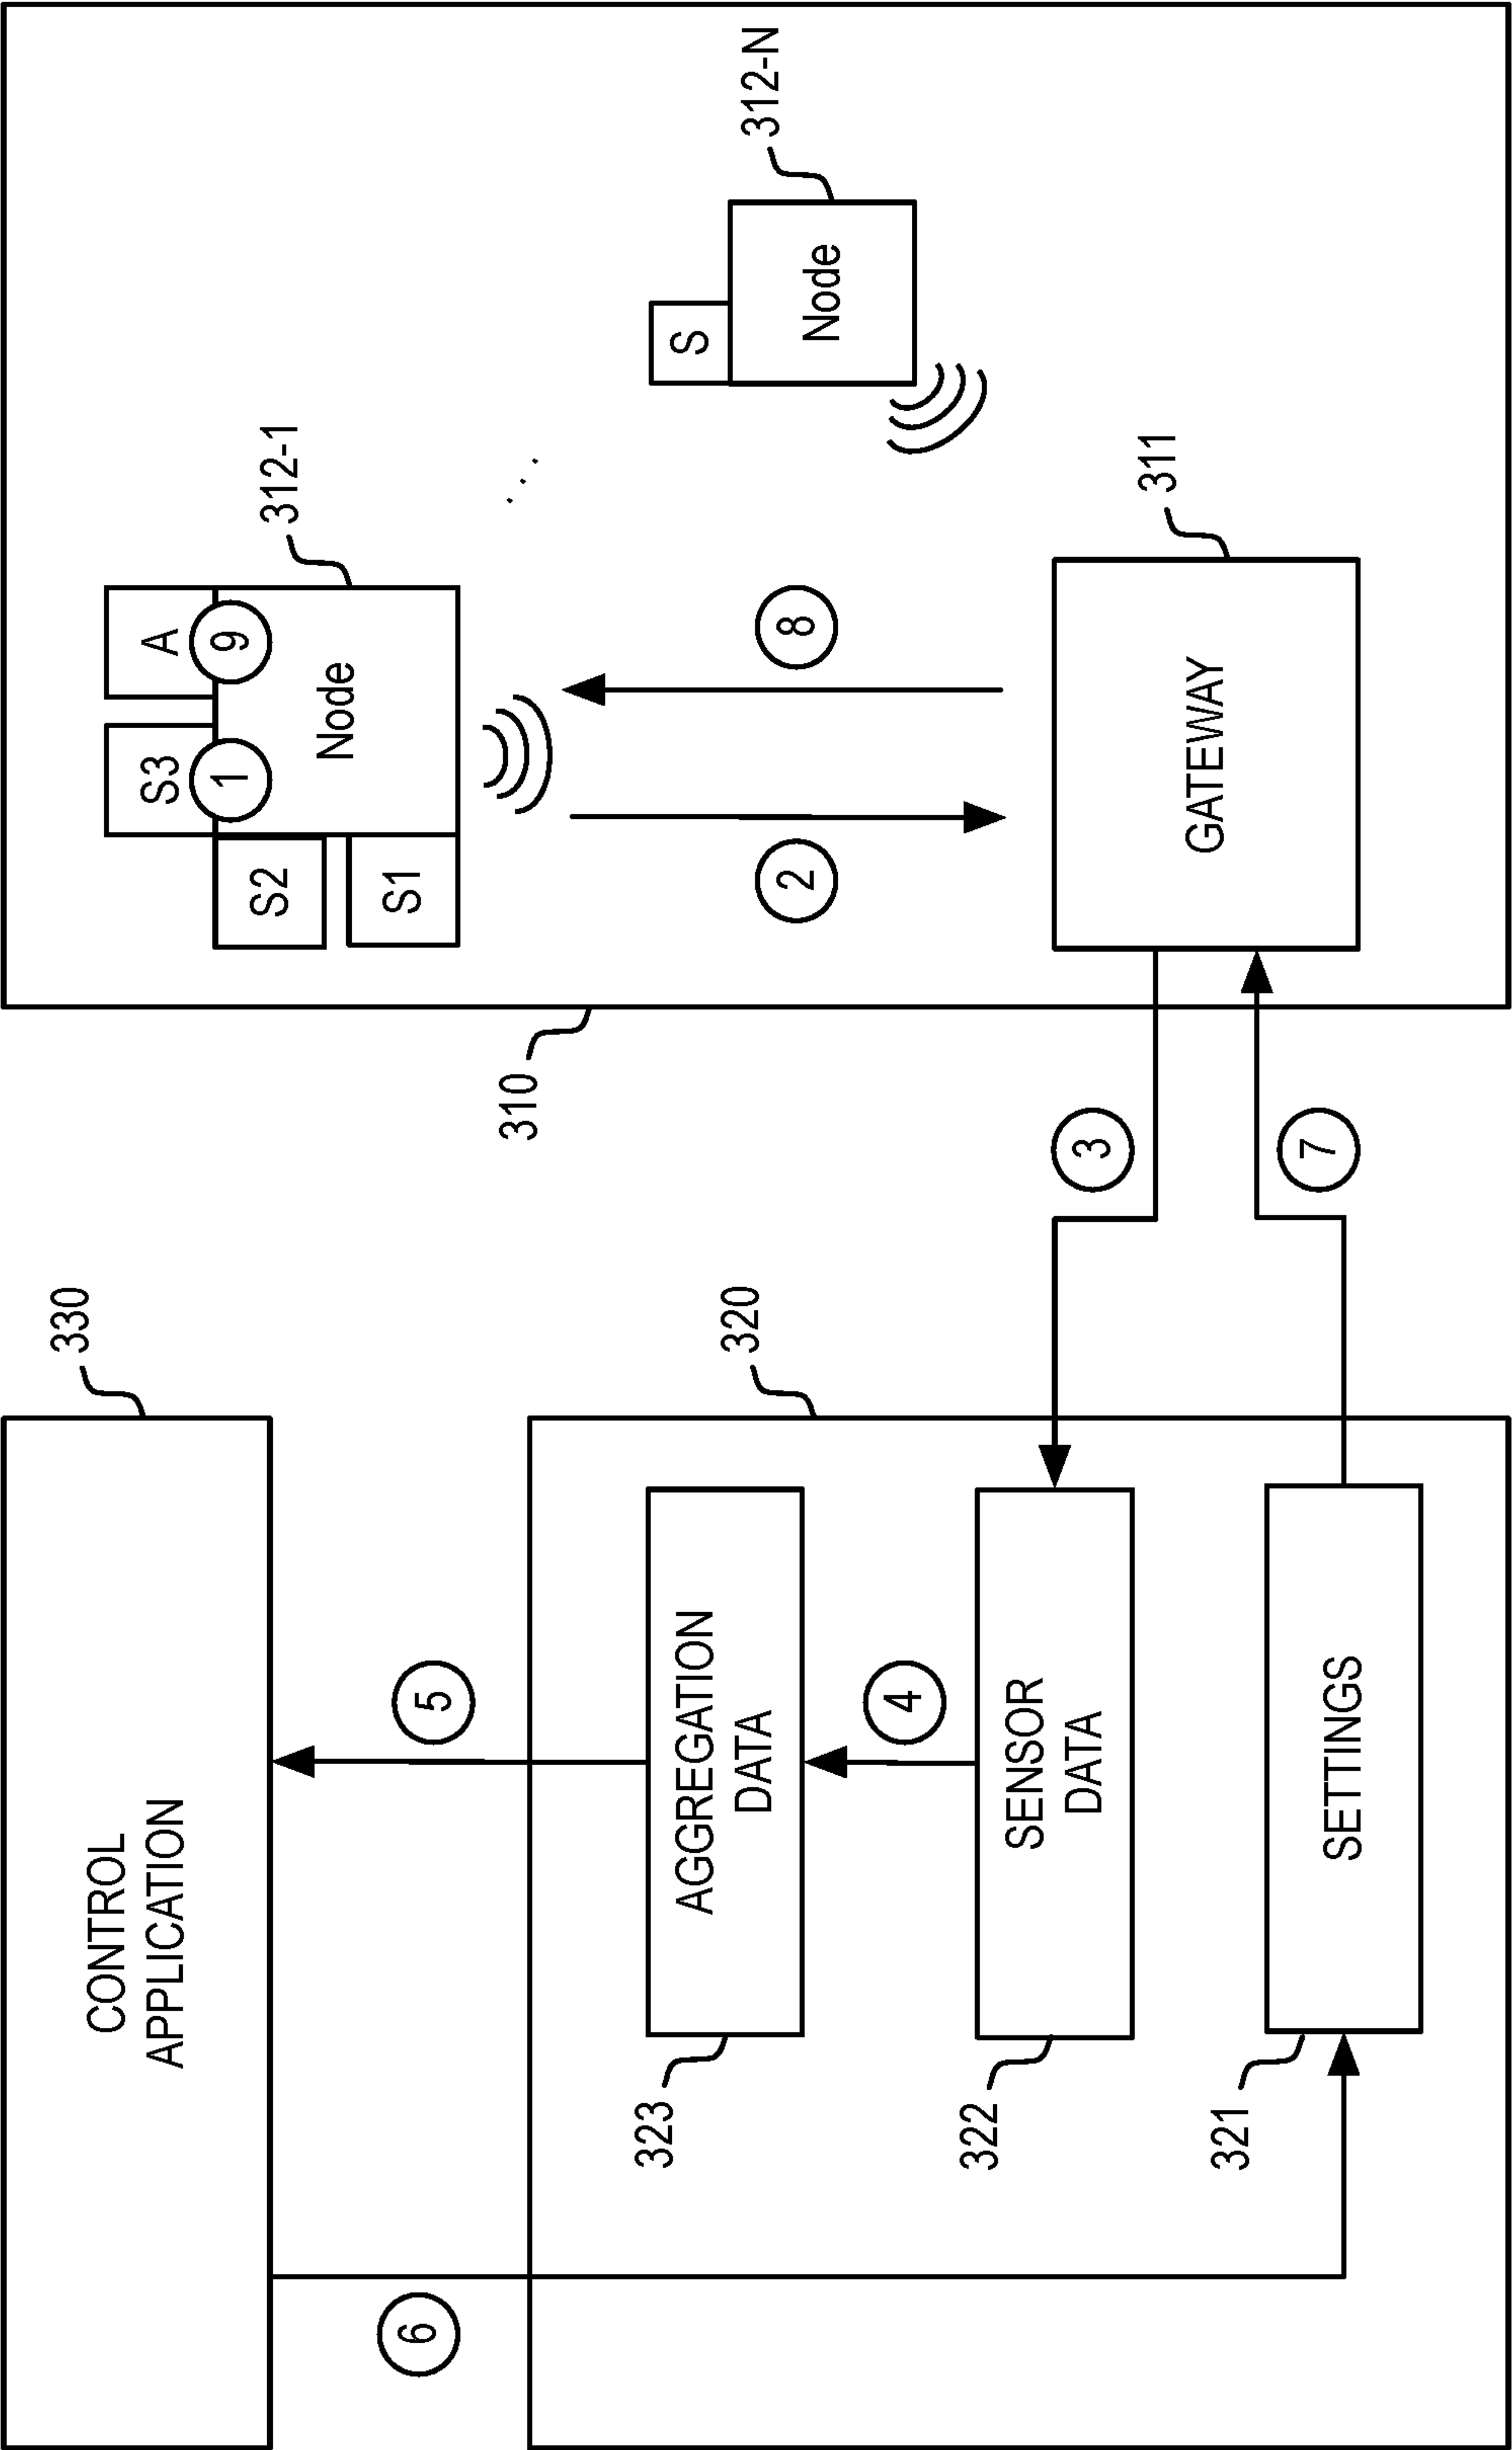 CONTROL
APPLICATION
330
6
5
320
323
AGGREGATION
DATA
4
322
SENSOR
DATA
321
SETTINGS
3
7
310
S3
A
1
9
S2
S1
Node
312-1
2
8
S
Node
312-N
GATEWAY
311